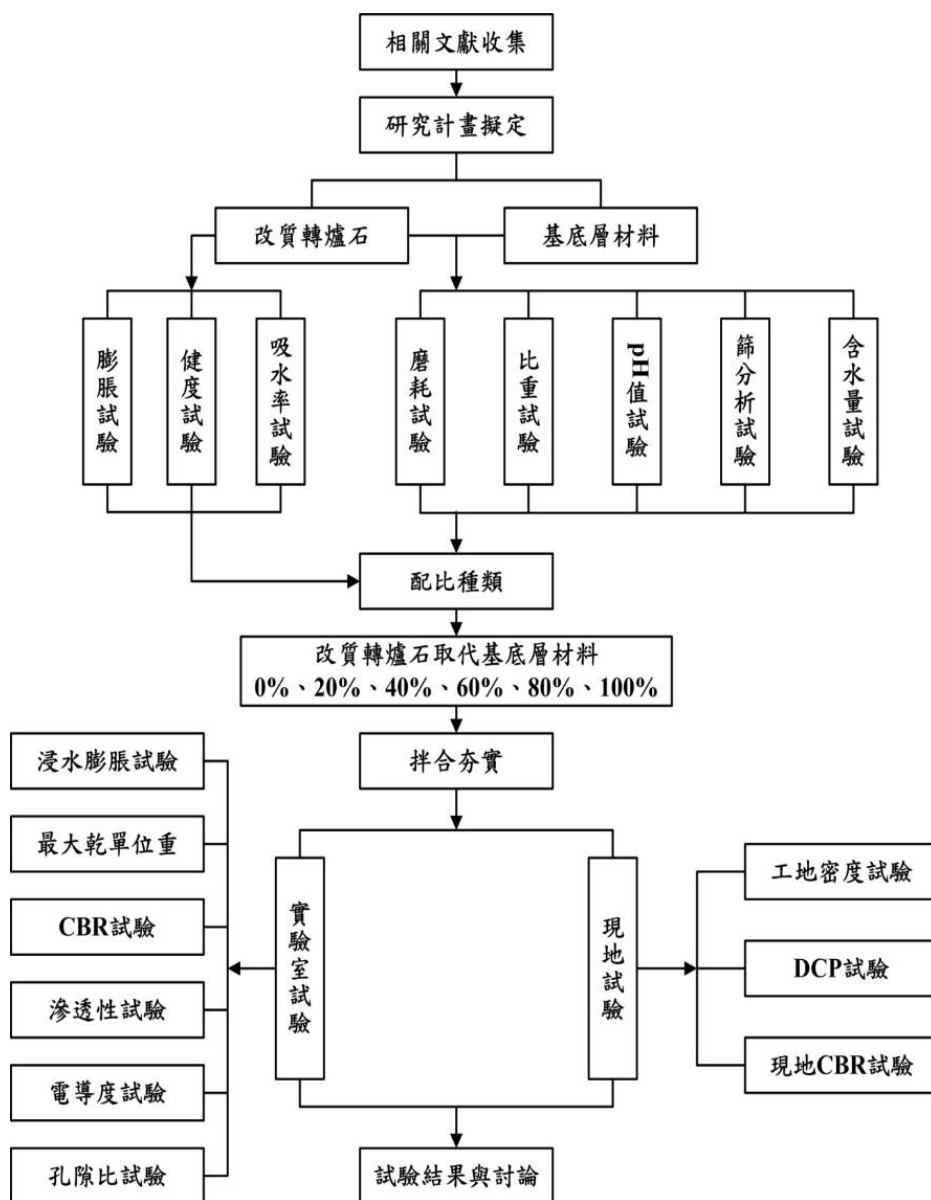 相關文獻收集
研究計畫擬定
改質轉爐石
基底層材料
膨脹試驗
健度試驗
吸水率試驗
磨耗試驗
比重試驗
pH值試驗
篩分析試驗
含水量試驗
配比種類
改質轉爐石取代基底層材料
0%、20%、40%、60%、80%、100%
拌合夯實
浸水膨脹試驗
最大乾單位重
CBR試驗
滲透性試驗
電導度試驗
孔隙比試驗
實驗室試驗
現地試驗
工地密度試驗
DCP試驗
現地CBR試驗
試驗結果與討論